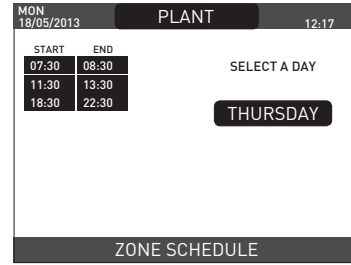 MON
18/05/2013
PLANT
12:17
START END
07:30 08:30
11:30 13:30
18:30 22:30
SELECT A DAY
THURSDAY
ZONE SCHEDULE